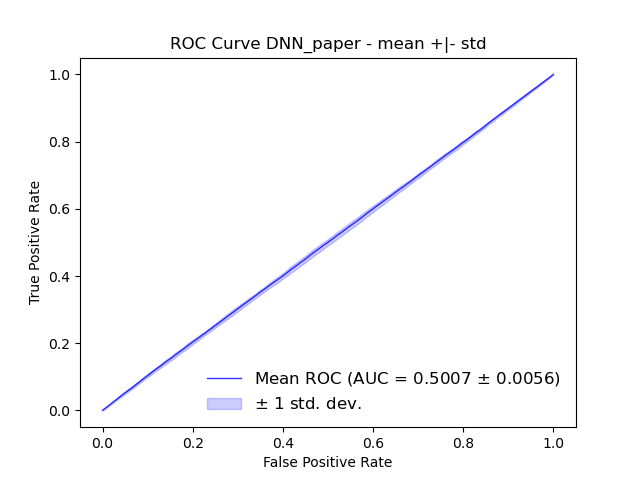 ROC Curve DNN_paper - mean +|- std
True Positive Rate
1.0
0.8
0.6
0.4
0.2
0.0
Mean ROC (AUC = 0.5007 ± 0.0056)
± 1 std. dev.
0.0 0.2 0.4 0.6 0.8 1.0
False Positive Rate